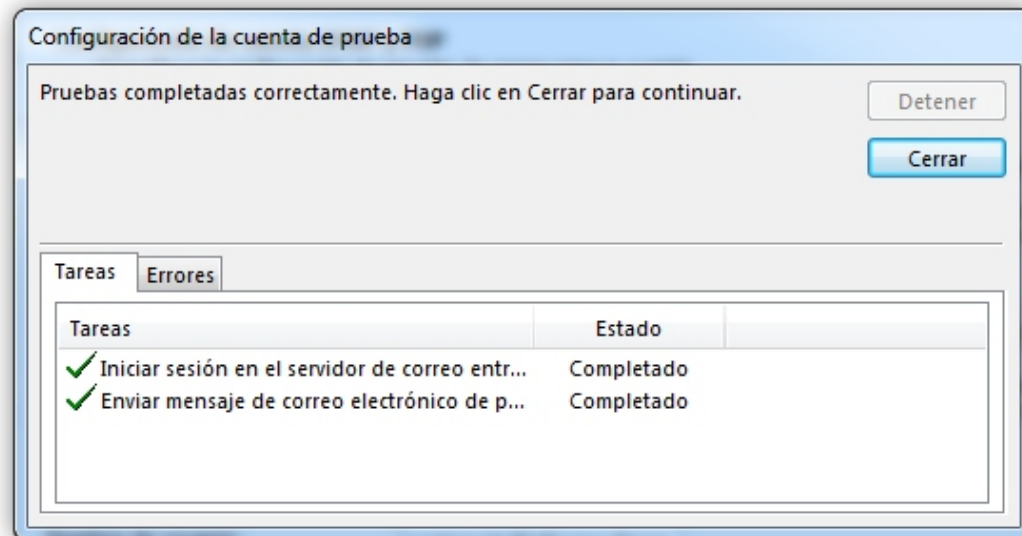 Configuración de la cuenta de prueba
Pruebas completadas correctamente. Haga clic en Cerrar para continuar.
Detener
Cerrar
Tareas Errores
Tareas Estado
Iniciar sesión en el servidor de correo entr... Completado
Enviar mensaje de correo electrónico de p... Completado